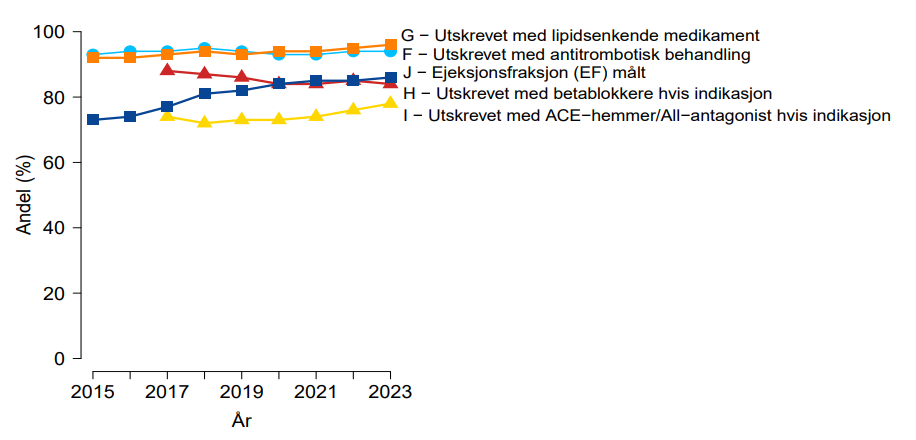 100
80
60
40
20
0
Andel (%)
2015
2017
2019
2021
2023
År
G − Utskrevet med lipidsenkende medikament
F − Utskrevet med antitrombotisk behandling
J − Ejeksjonsfraksjon (EF) målt
H − Utskrevet med betablokkere hvis indikasjon
I − Utskrevet med ACE−hemmer/All−antagonist hvis indikasjon